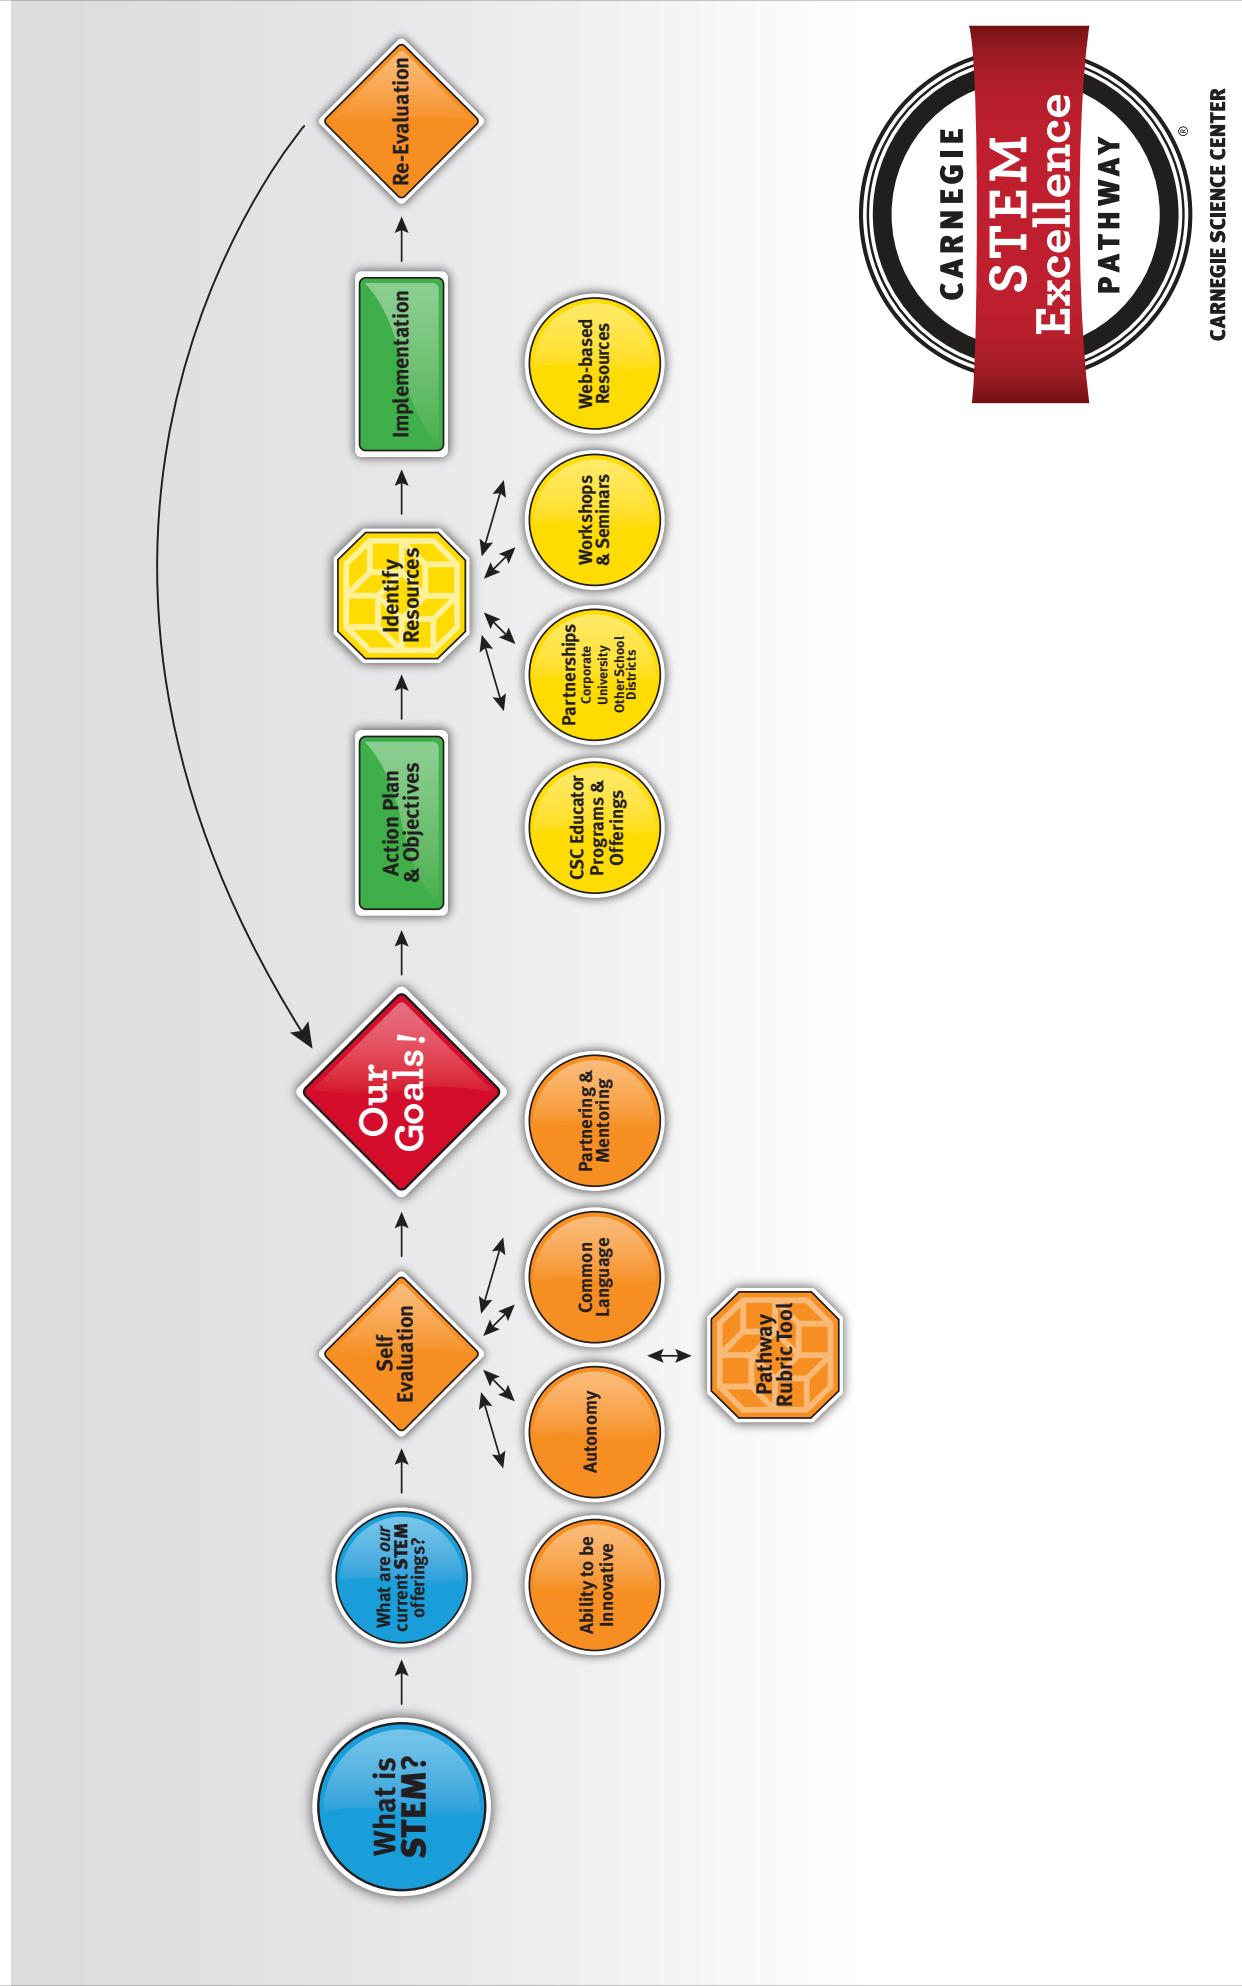 What is
STEM?
What are our
current STEM
offerings?
Self
Evaluation
Our
Goals!
Action Plan
& Objectives
Identify
Resources
Implementation
Re-Evaluation
Ability to be
Innovative
Autonomy
Common
Language
Partnering &
Mentoring
CSC Educator
Programs &
Offerings
Partnerships
Corporate
University
Other School
Districts
Workshops
& Seminars
Web-based
Resources
Pathway
Rubric Tool
CARNEGIE
STEM
Excellence
PATHWAY
®
CARNEGIE SCIENCE CENTER